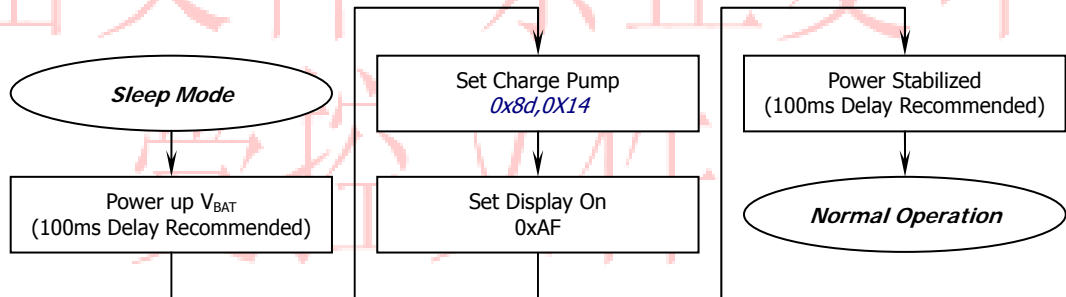 Sleep Mode
Power up VBAT
(100ms Delay Recommended)
Set Charge Pump
0x8d,0X14
Set Display On
0xAF
Power Stabilized
(100ms Delay Recommended)
Normal Operation